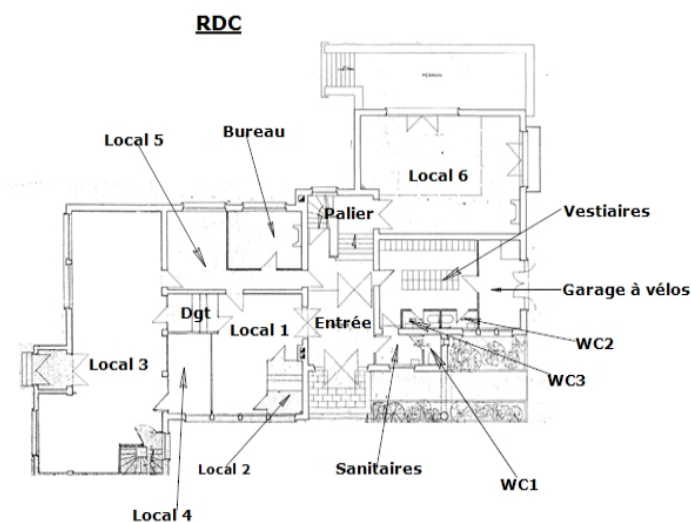 RDC
PERRON
Bureau
Local 5
Local 6
Palier
Vestiaires
Garage à vélos
Dgt
Local 1
Entrée
WC2
Local 3
WC3
Local 2
Sanitaires
WC1
Local 4